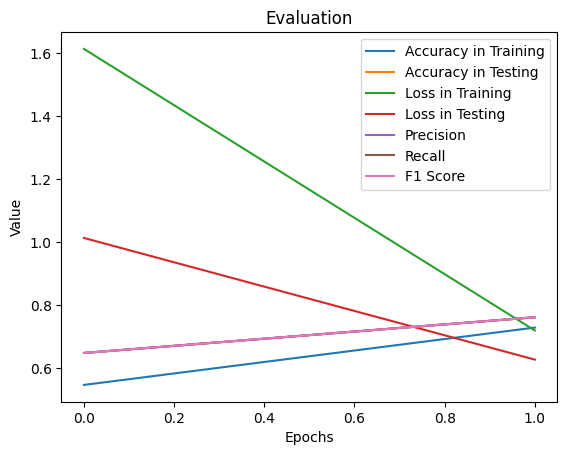 Evaluation
Accuracy in Training
Accuracy in Testing
Loss in Training
Loss in Testing
Precision
Recall
F1 Score
Value
1.6
1.4
1.2
1.0
0.8
0.6
0.0
0.2
0.4
0.6
0.8
1.0
Epochs